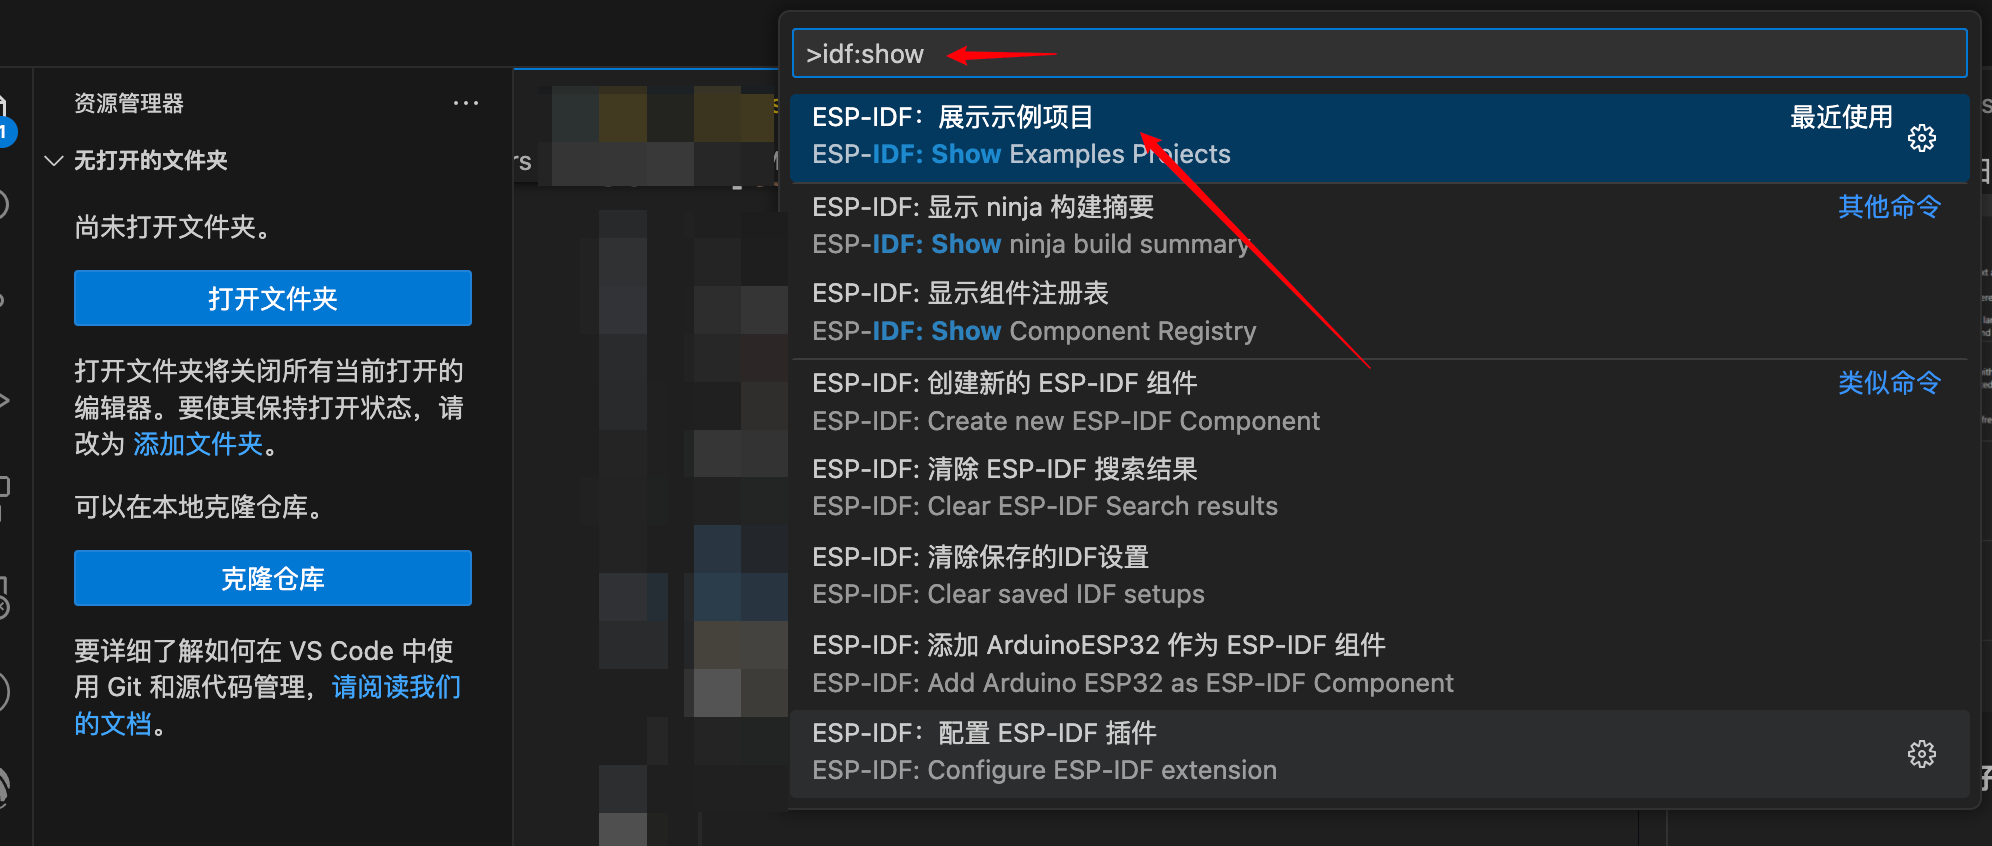 资源管理器
无打开的文件夹
尚未打开文件夹。
打开文件夹
打开文件夹将关闭所有当前打开的
编辑器。要使其保持打开状态，请
改为 添加文件夹。
可以在本地克隆仓库。
克隆仓库
要详细了解如何在 VS Code 中使
用 Git 和源代码管理，请阅读我们
的文档。
>idf:show
ESP-IDF：展示示例项目
最近使用
ESP-IDF: Show Examples Projects
ESP-IDF: 显示 ninja 构建摘要
其他命令
ESP-IDF: Show ninja build summary
ESP-IDF: 显示组件注册表
ESP-IDF: Show Component Registry
ESP-IDF: 创建新的 ESP-IDF 组件
类似命令
ESP-IDF: Create new ESP-IDF Component
ESP-IDF: 清除 ESP-IDF 搜索结果
ESP-IDF: Clear ESP-IDF Search results
ESP-IDF: 清除保存的IDF设置
ESP-IDF: Clear saved IDF setups
ESP-IDF: 添加 ArduinoESP32 作为 ESP-IDF 组件
ESP-IDF: Add Arduino ESP32 as ESP-IDF Component
ESP-IDF：配置 ESP-IDF 插件
ESP-IDF: Configure ESP-IDF extension